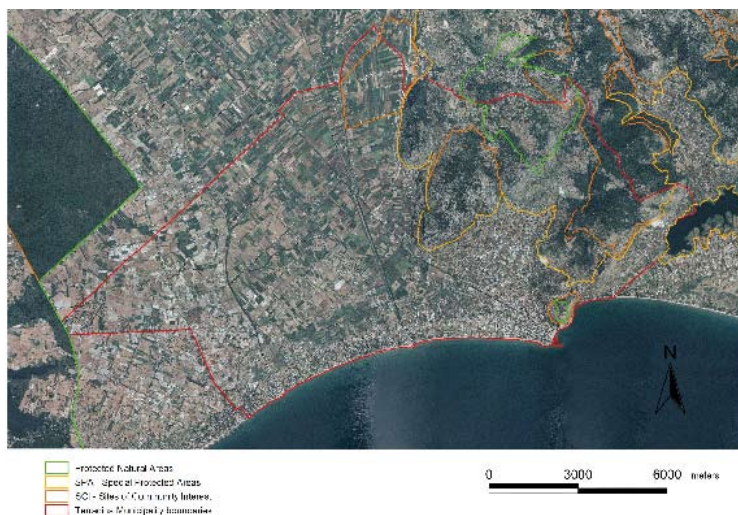 N
Protected Natural Areas
SPA - Special Protected Areas
SCI - Sites of Community Interest
Municipality boundaries
0 3000 6000 meters